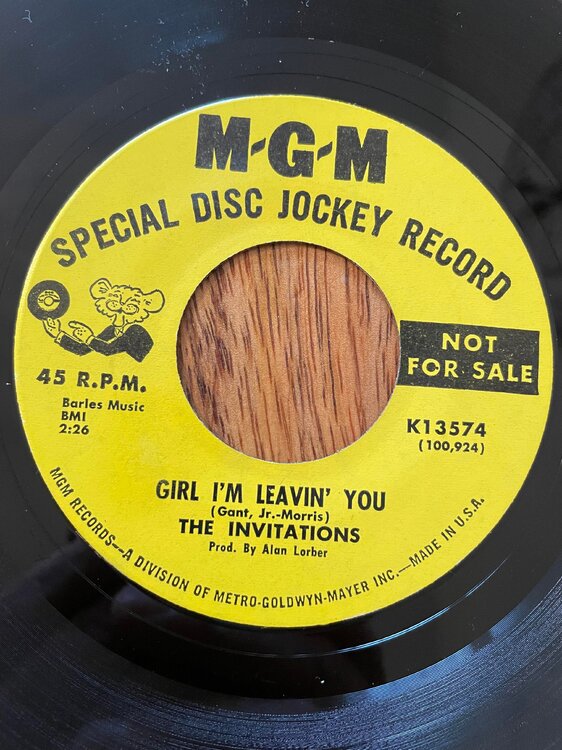 M-G-M
SPECIAL DISC JOCKEY RECORD
NOT
FOR SALE
45 R.P.M.
Barles Music
BMI
2:26
K13574
(100,924)
GIRL I'M LEAVIN' YOU
(Gant, Jr.-Morris)
THE INVITATIONS
Prod. By Alan Lorber
MGM RECORDS—A DIVISION OF METRO-GOLDWYN-MAYER INC.—MADE IN U.S.A.